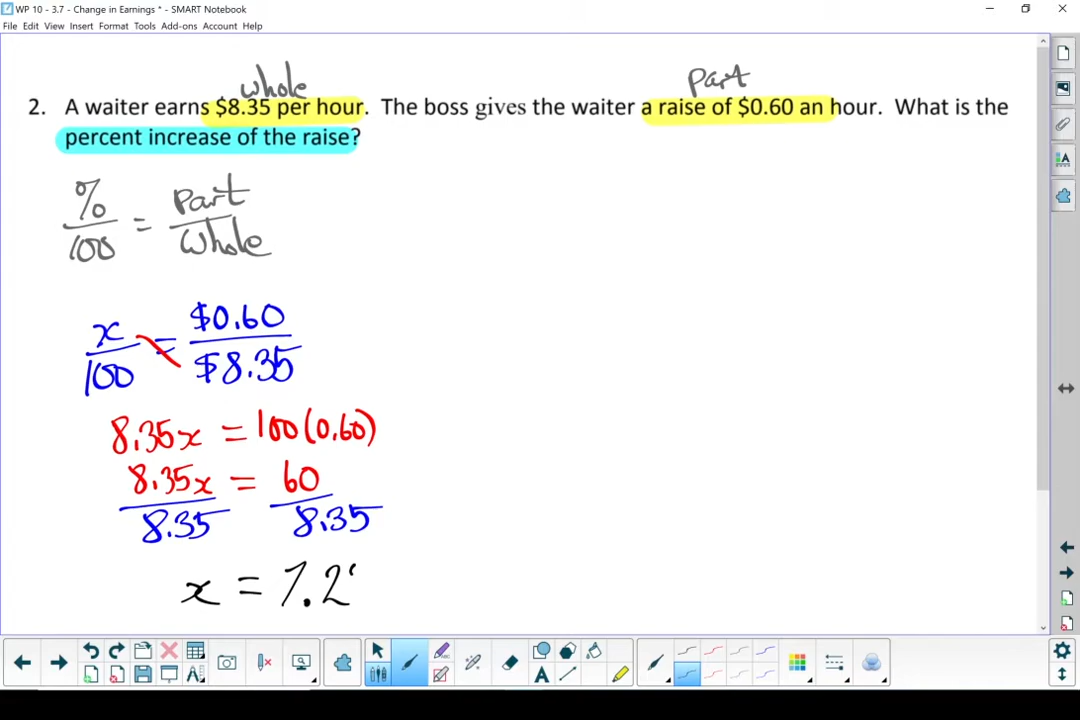 WP 10 - 3.7 - Change in Earnings * - SMART Notebook
File Edit View Insert Format Tools Add-ons Account Help
whole
part
2. A waiter earns $8.35 per hour. The boss gives the waiter a raise of $0.60 an hour. What is the
percent increase of the raise?
%/100 = Part/Whole
x/100 = $0.60/$8.35
8.35x = 100(0.60)
8.35x/8.35 = 60/8.35
x = 7.2